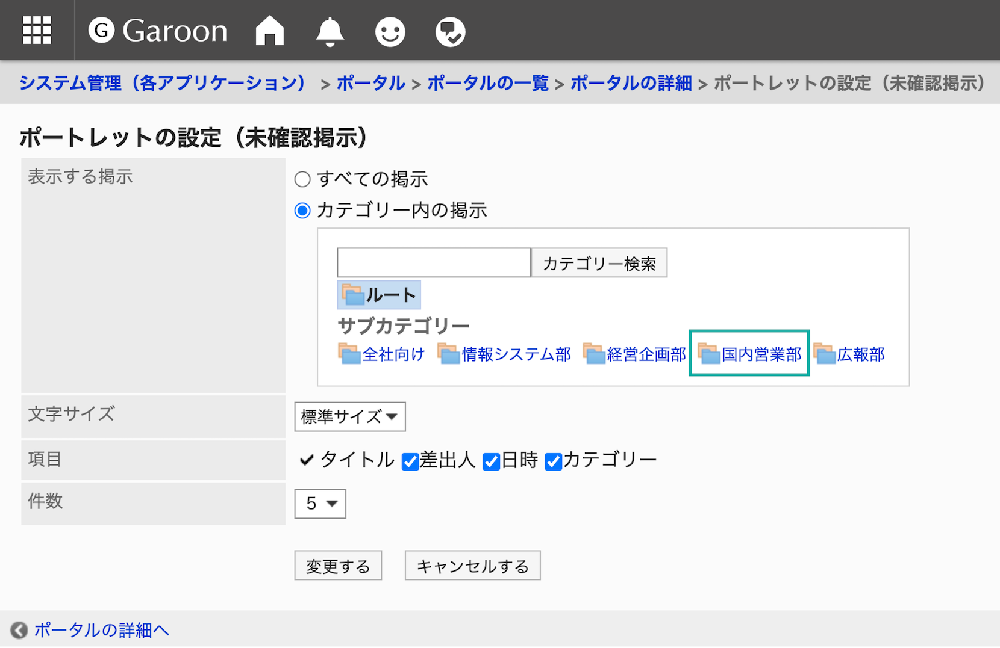 G Garoon
システム管理（各アプリケーション） > ポータル > ポータルの一覧 > ポータルの詳細 > ポートレットの設定（未確認掲示）
ポートレットの設定（未確認掲示）
表示する掲示
すべての掲示
カテゴリー内の掲示
カテゴリー検索
ルート
サブカテゴリー
全社向け 情報システム部 経営企画部 国内営業部 広報部
文字サイズ 標準サイズ
項目 タイトル 差出人 日時 カテゴリー
件数 5
変更する キャンセルする
ポータルの詳細へ